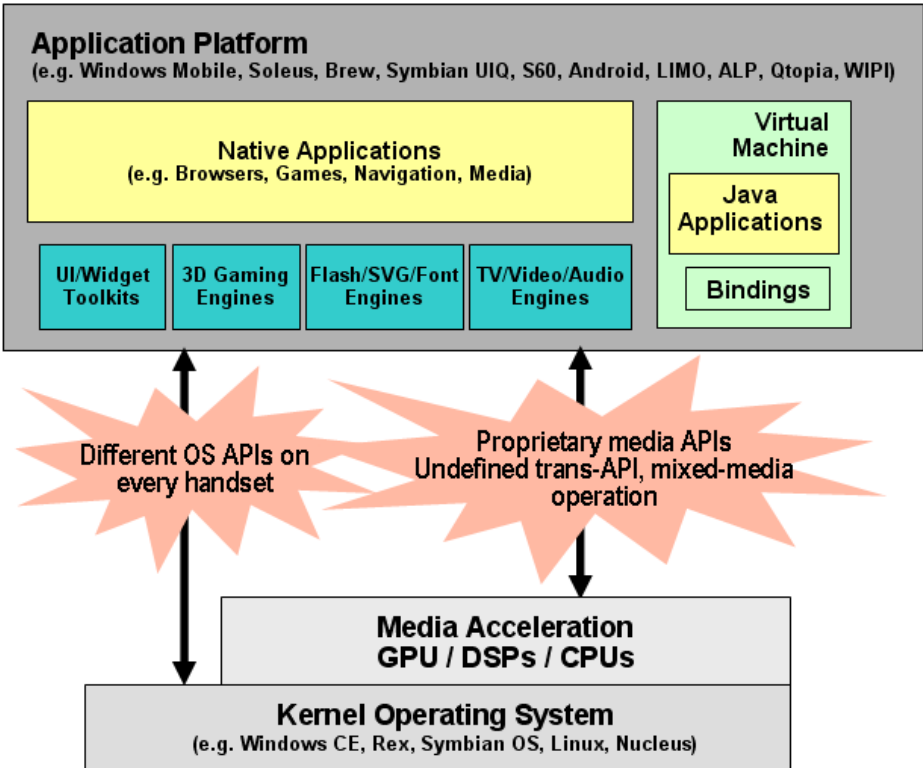 Application Platform
(e.g. Windows Mobile, Soleus, Brew, Symbian UIQ, S60, Android, LIMO, ALP, Qtopia, WIPI)
Native Applications
(e.g. Browsers, Games, Navigation, Media)
Virtual
Machine
Java
Applications
Bindings
UI/Widget
Toolkits
3D Gaming
Engines
Flash/SVG/Font
Engines
TV/Video/Audio
Engines
Different OS APIs on
every handset
Proprietary media APIs
Undefined trans-API, mixed-media
operation
Media Acceleration
GPU / DSPs / CPUs
Kernel Operating System
(e.g. Windows CE, Rex, Symbian OS, Linux, Nucleus)